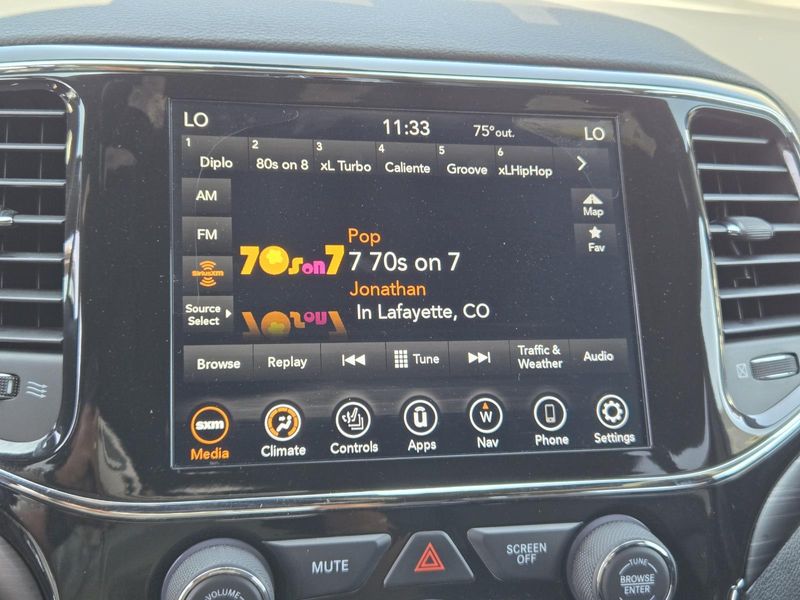 LO
11:33
75°out.
LO
1 Diplo
2 80s on 8
3 xL Turbo
4 Caliente
5 Groove
6 xLHipHop
AM
Map
FM
Fav
Pop
70s on 7
7 70s on 7
SiriusXM
Jonathan
Source
Select
In Lafayette, CO
Browse
Replay
Tune
Traffic &
Weather
Audio
sxm
W
Media
Climate
Controls
Apps
Nav
Phone
Settings
MUTE
SCREEN
OFF
VOLUME
TUNE
BROWSE
ENTER